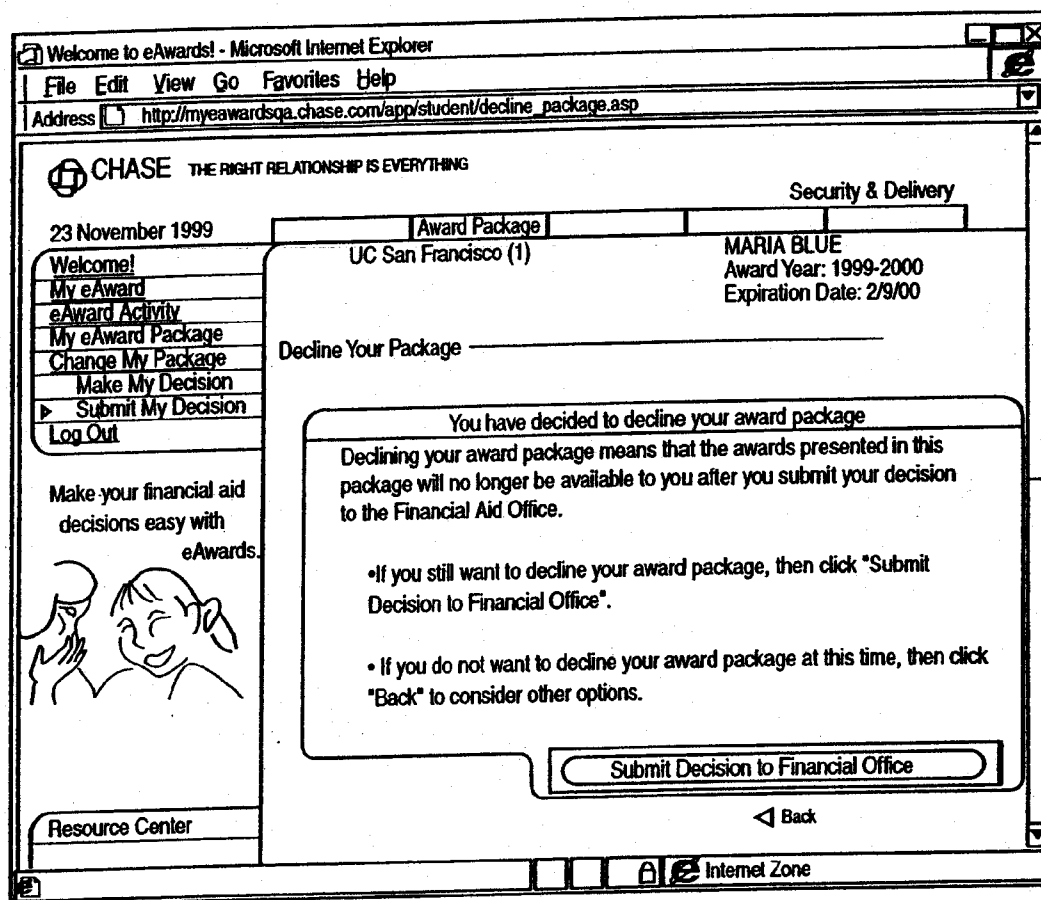 Welcome to eAwards! - Microsoft Internet Explorer
File Edit View Go Favorites Help
Address http://myeawardsqa.chase.com/app/student/decline_package.asp
CHASE THE RIGHT RELATIONSHIP IS EVERYTHING
Security & Delivery
23 November 1999
Award Package
Welcome!
My eAward
eAward Activity
My eAward Package
Change My Package
Make My Decision
Submit My Decision
Log Out
Make your financial aid
decisions easy with
eAwards.
Resource Center
UC San Francisco (1)
MARIA BLUE
Award Year: 1999-2000
Expiration Date: 2/9/00
Decline Your Package
You have decided to decline your award package
Declining your award package means that the awards presented in this
package will no longer be available to you after you submit your decision
to the Financial Aid Office.
•If you still want to decline your award package, then click "Submit
Decision to Financial Office".
• If you do not want to decline your award package at this time, then click
"Back" to consider other options.
Submit Decision to Financial Office
Back
Internet Zone